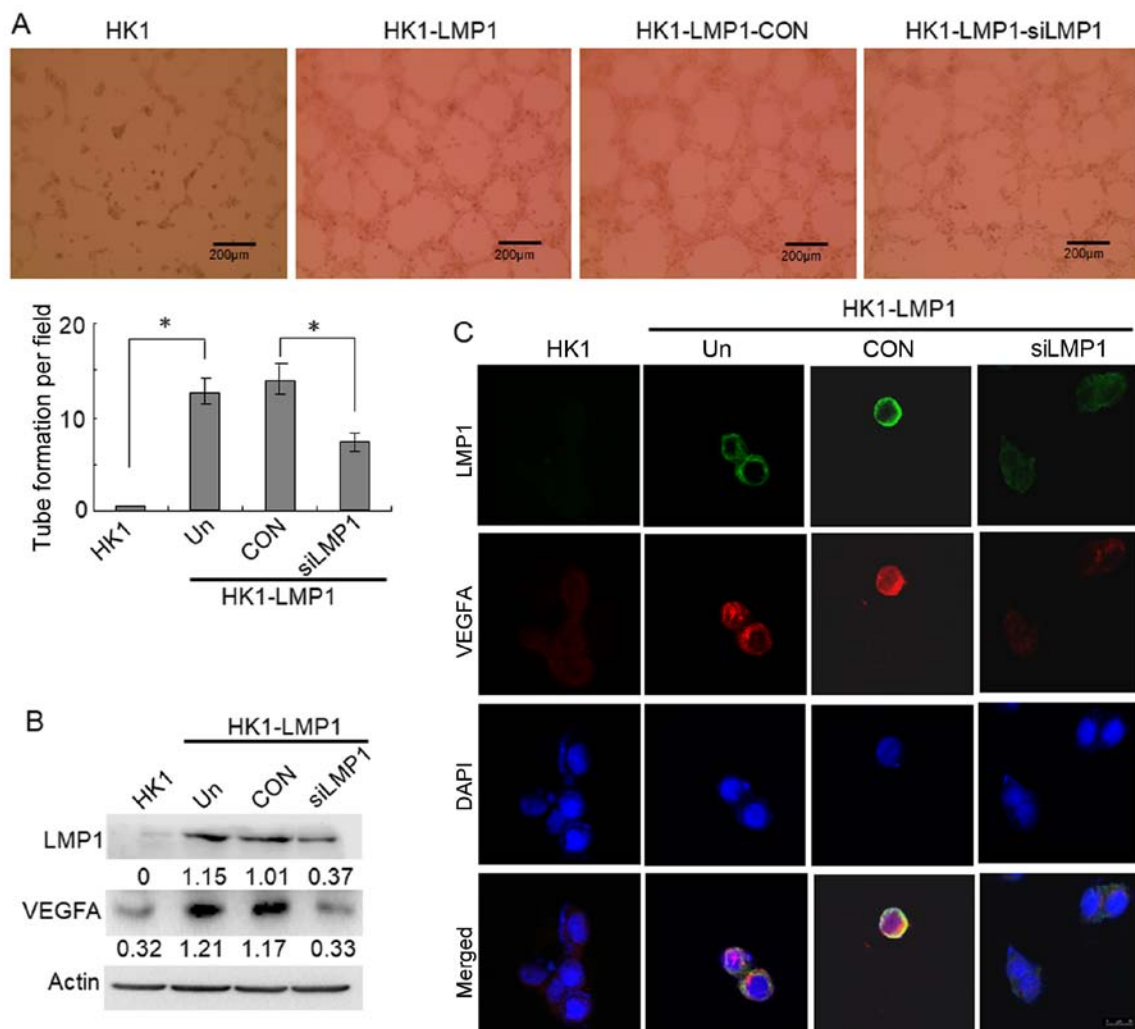 A
HK1 HK1-LMP1 HK1-LMP1-CON HK1-LMP1-siLMP1
200µm 200µm 200µm 200µm
Tube formation per field
20
10
0
* *
HK1 Un CON siLMP1
HK1-LMP1
B
HK1-LMP1
HK1 Un CON siLMP1
LMP1
0 1.15 1.01 0.37
VEGFA
0.32 1.21 1.17 0.33
Actin
C
HK1-LMP1
HK1 Un CON siLMP1
LMP1
VEGFA
DAPI
Merged